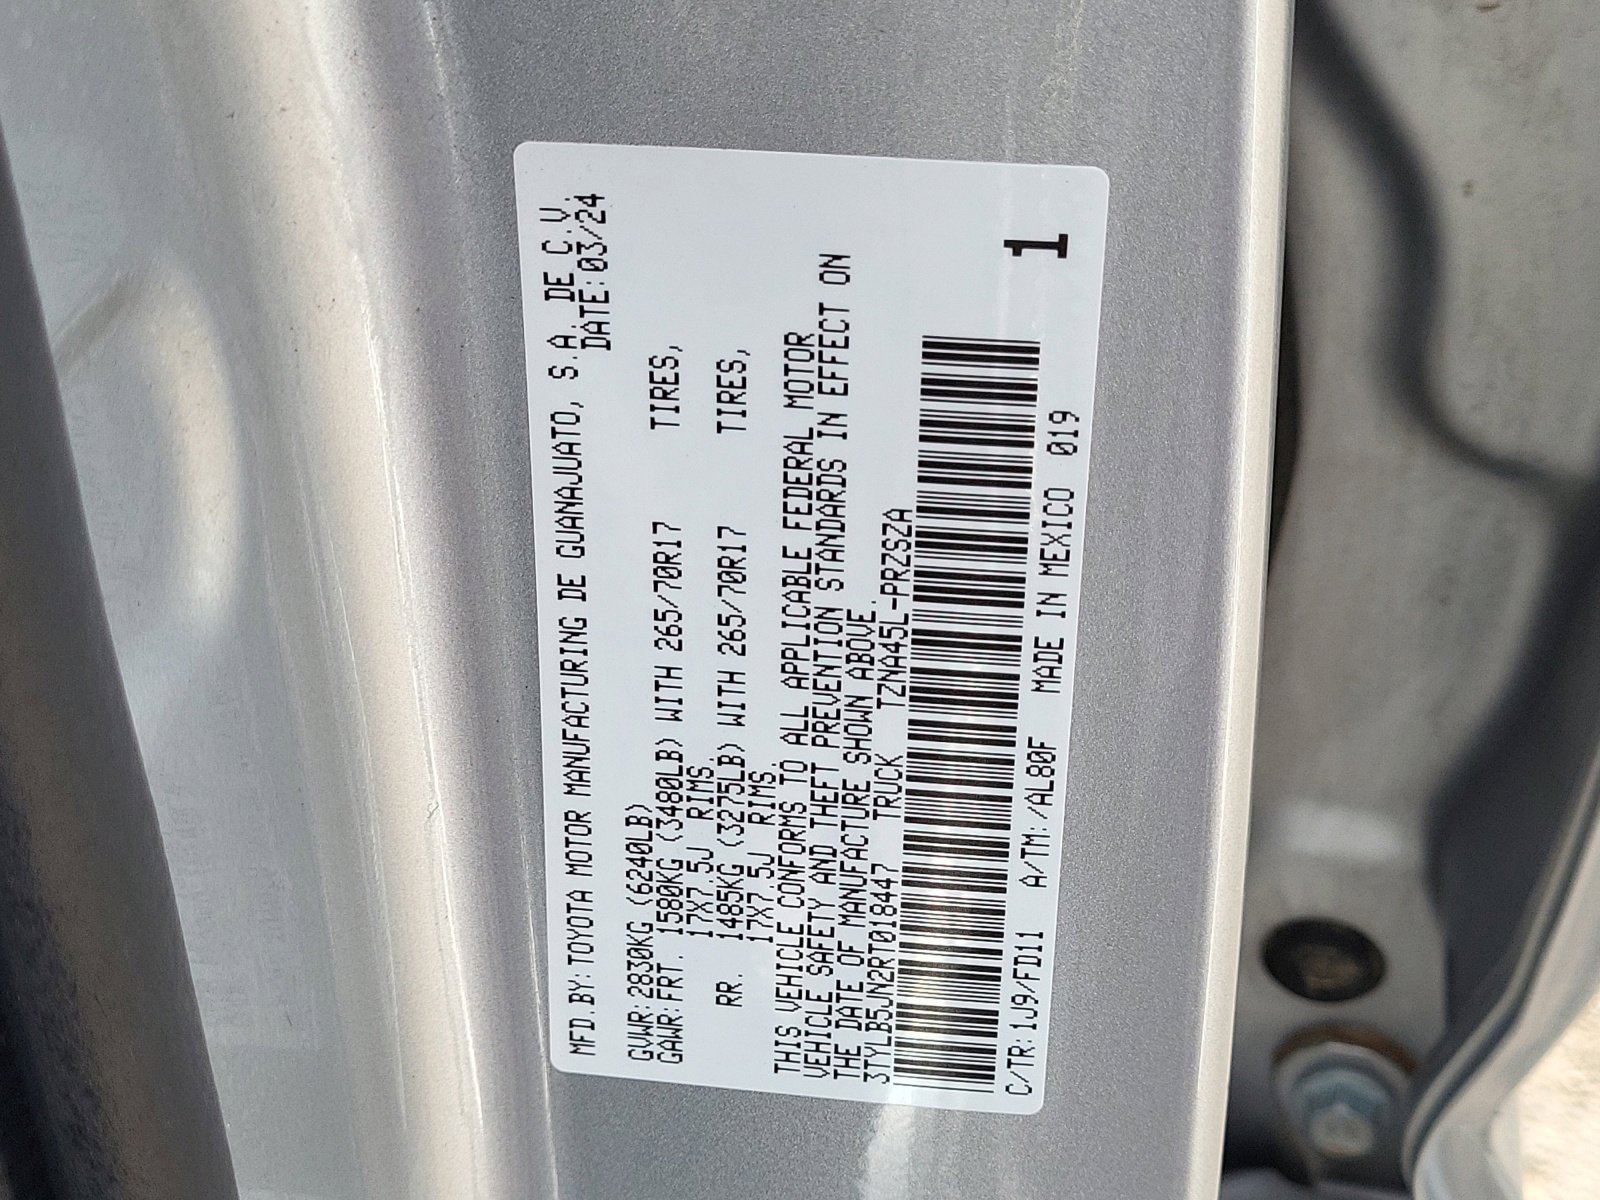 MFD.BY:TOYOTA MOTOR MANUFACTURING DE GUANAJUATO, S.A. DE C.V.
DATE:03/24
GVWR:2830KG (6240LB)
GAWR:FRT. 1580KG (3480LB) WITH 265/70R17 TIRES,
17X7.5J RIMS.
RR. 1485KG (3275LB) WITH 265/70R17 TIRES,
17X7.5J RIMS.
THIS VEHICLE CONFORMS TO ALL APPLICABLE FEDERAL MOTOR
VEHICLE SAFETY AND THEFT PREVENTION STANDARDS IN EFFECT ON
THE DATE OF MANUFACTURE SHOWN ABOVE.
3TYLB5JN2RT018447 TRUCK TZNA45L-PRZSZA
1
C/TR:1J9/FD11 A/TM:/AL80F MADE IN MEXICO 019